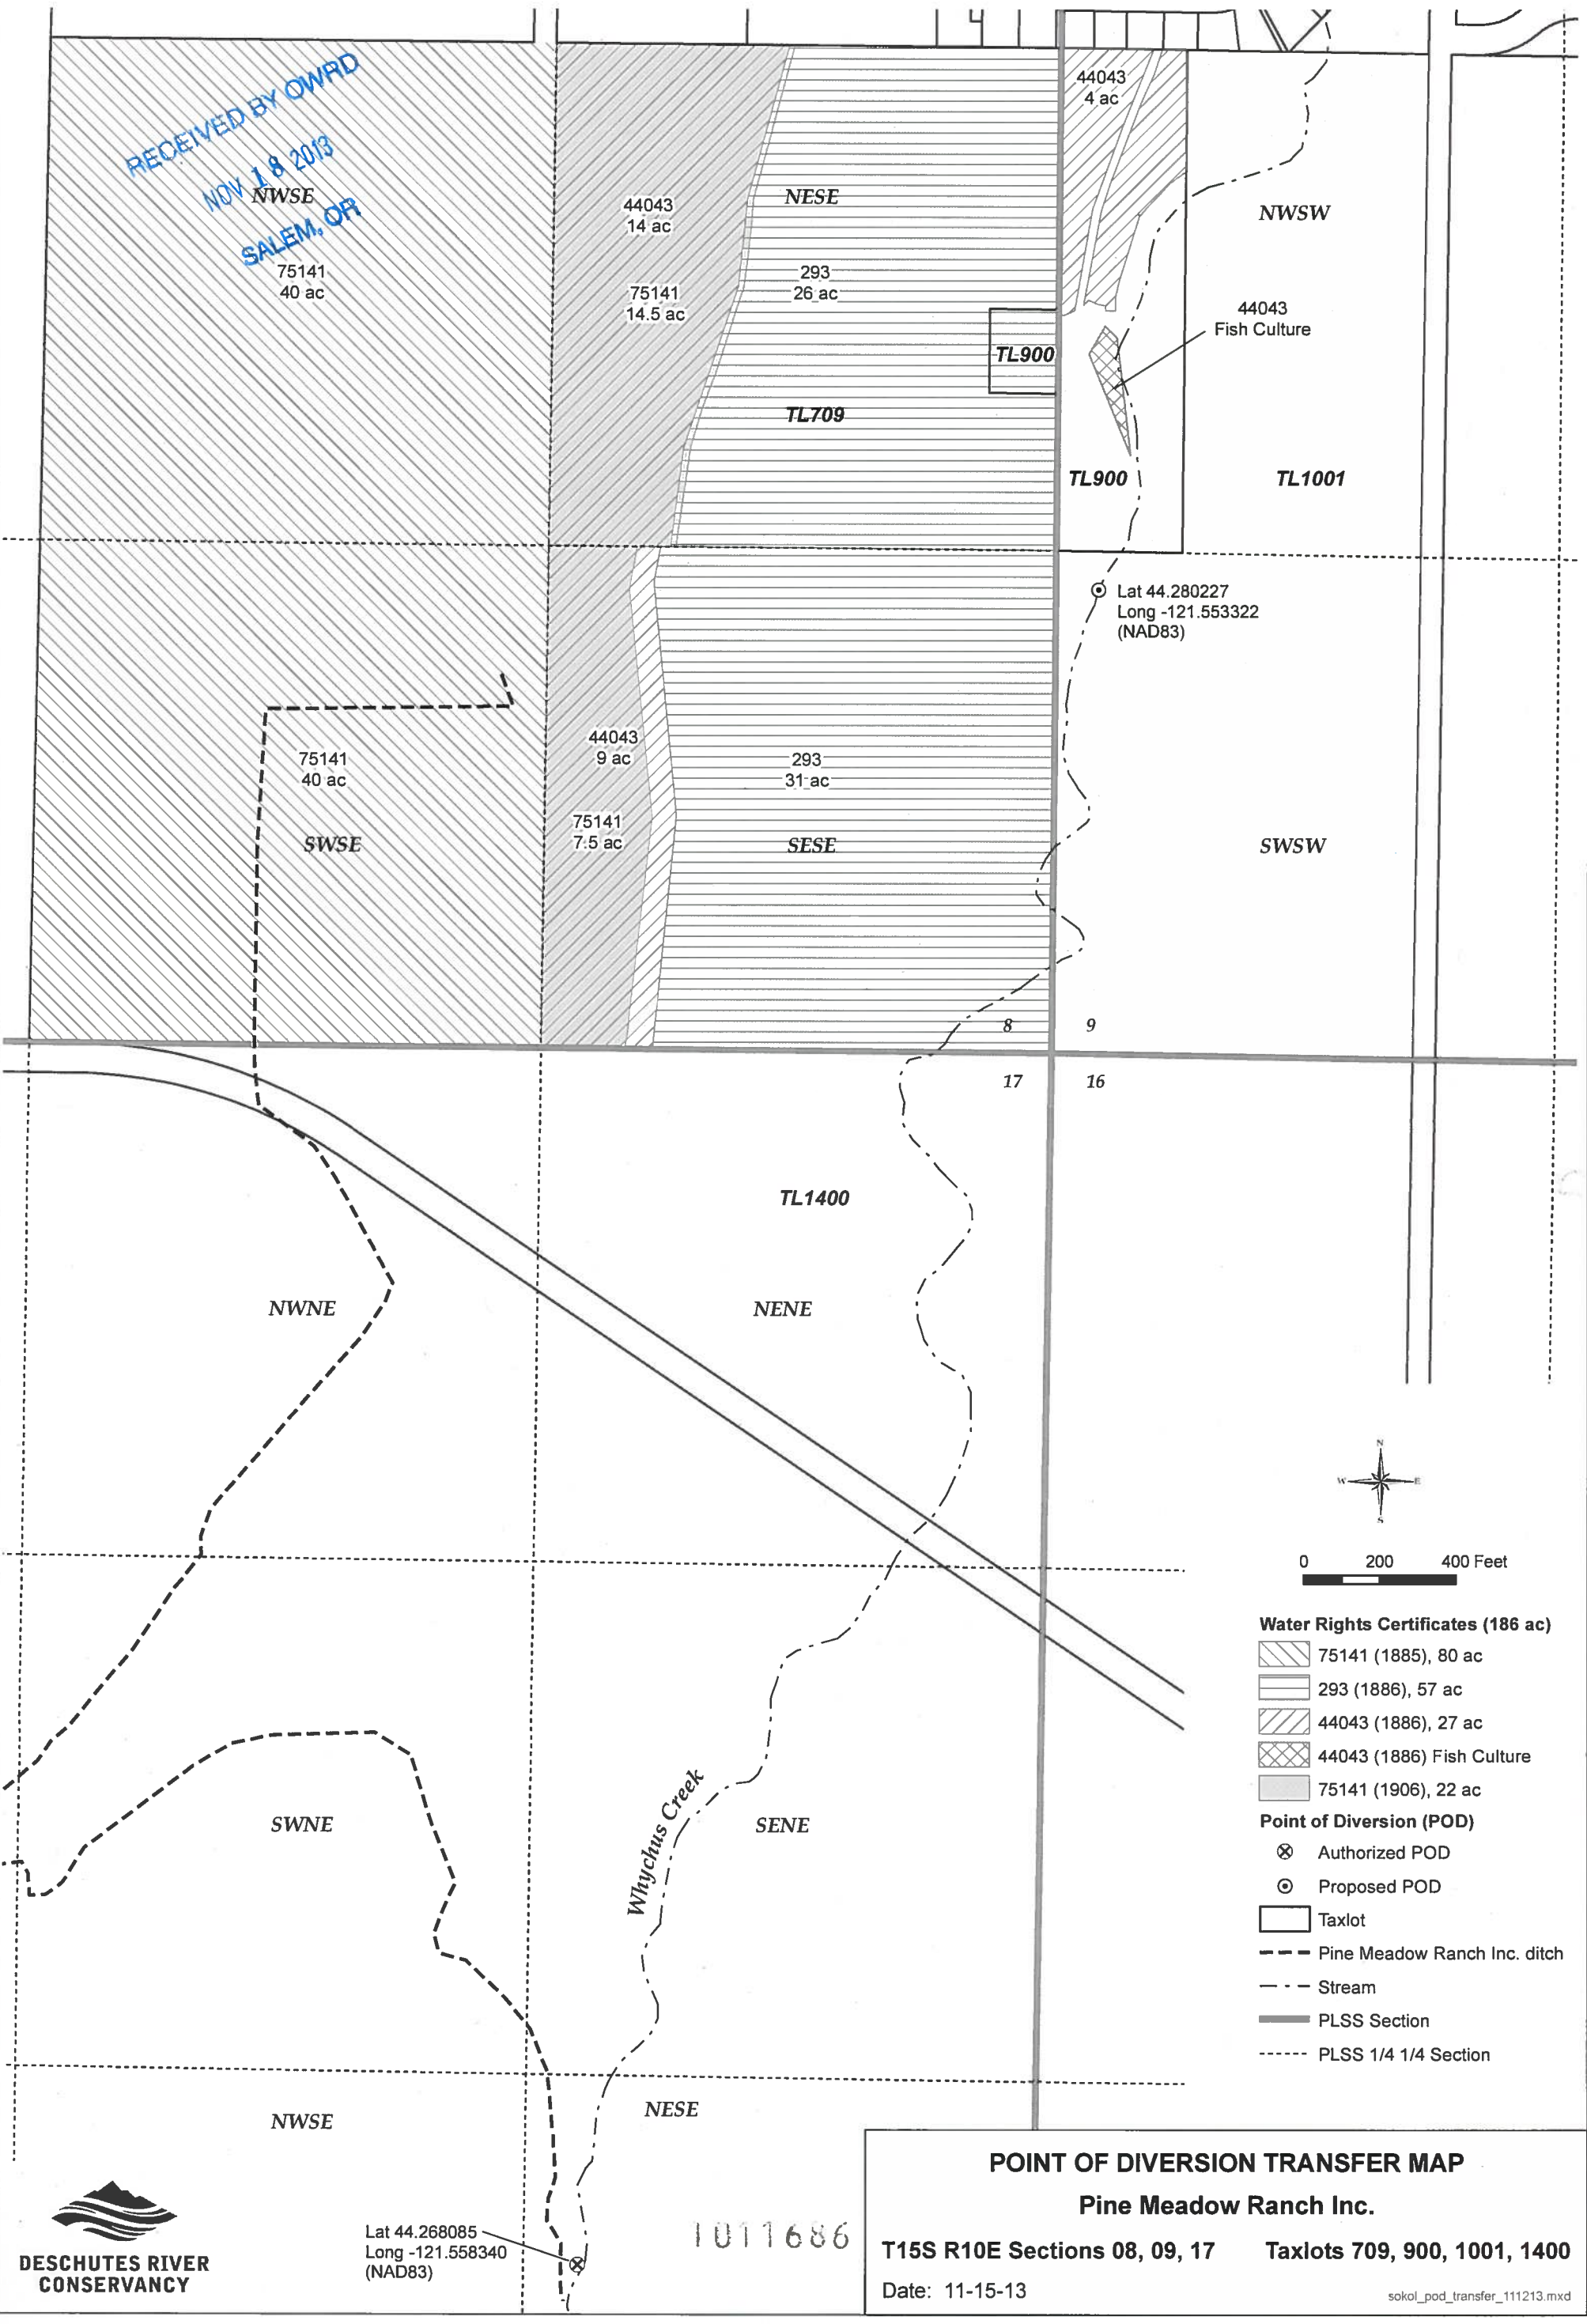 RECEIVED BY OWRD
NOV 18 2013
SALEM, OR
NWSE
75141
40 ac
44043
14 ac
75141
14.5 ac
NESE
293
26 ac
TL900
TL709
44043
4 ac
NWSW
44043
Fish Culture
TL900
TL1001
Lat 44.280227
Long -121.553322
(NAD83)
75141
40 ac
SWSE
44043
9 ac
75141
7.5 ac
293
31 ac
SESE
SWSW
8
9
17
16
TL1400
NWNE
NENE
N
W
E
S
0 200 400 Feet
Water Rights Certificates (186 ac)
75141 (1885), 80 ac
293 (1886), 57 ac
44043 (1886), 27 ac
44043 (1886) Fish Culture
75141 (1906), 22 ac
Point of Diversion (POD)
Authorized POD
Proposed POD
Taxlot
Pine Meadow Ranch Inc. ditch
Stream
PLSS Section
PLSS 1/4 1/4 Section
SWNE
Whychus Creek
SENE
NWSE
NESE
DESCHUTES RIVER
CONSERVANCY
Lat 44.268085
Long -121.558340
(NAD83)
1011686
POINT OF DIVERSION TRANSFER MAP
Pine Meadow Ranch Inc.
T15S R10E Sections 08, 09, 17 Taxlots 709, 900, 1001, 1400
Date: 11-15-13
sokol_pod_transfer_111213.mxd